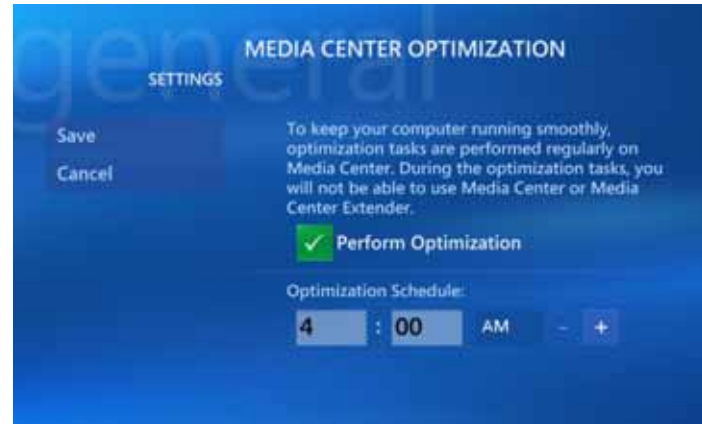 general
MEDIA CENTER OPTIMIZATION
SETTINGS
Save
Cancel
To keep your computer running smoothly,
optimization tasks are performed regularly on
Media Center. During the optimization tasks, you
will not be able to use Media Center or Media
Center Extender.
Perform Optimization
Optimization Schedule:
4 : 00 AM - +